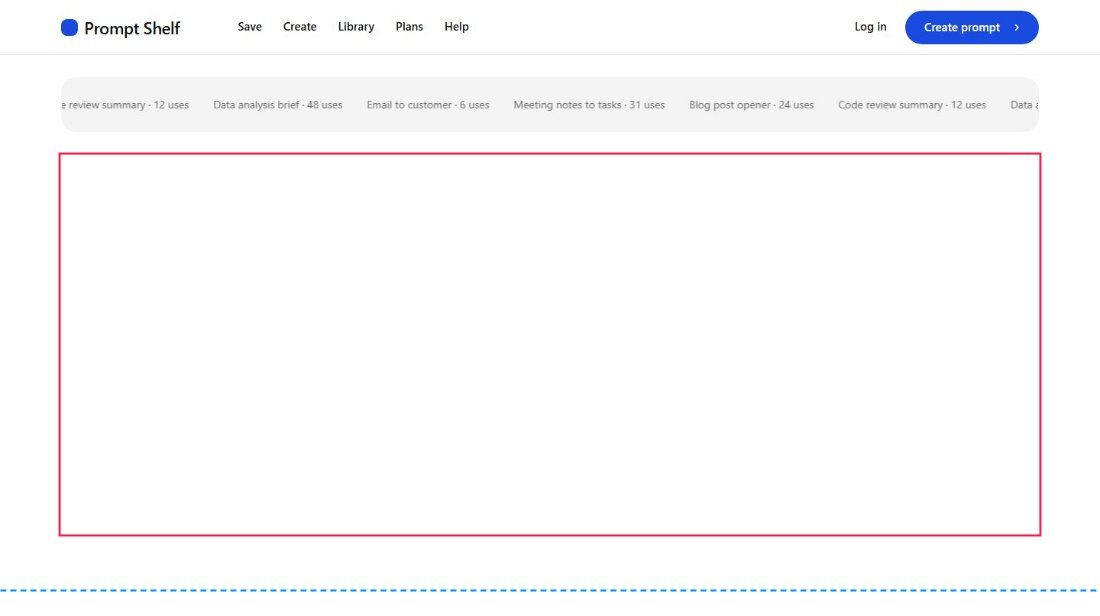 Prompt Shelf
Save Create Library Plans Help
Log in
Create prompt
e review summary · 12 uses Data analysis brief · 48 uses Email to customer · 6 uses Meeting notes to tasks · 31 uses Blog post opener · 24 uses Code review summary · 12 uses Data